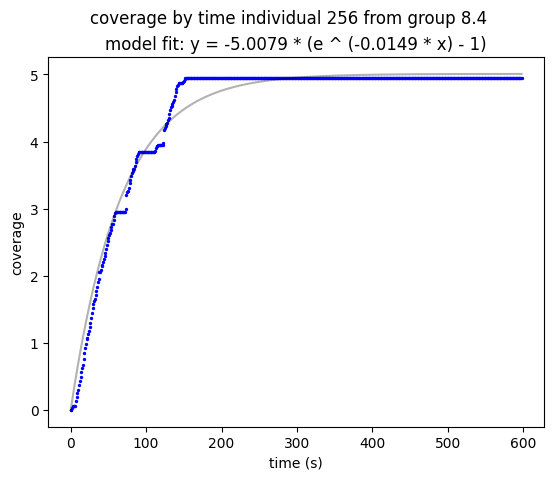 coverage by time individual 256 from group 8.4
model fit: y = -5.0079 * (e ^ (-0.0149 * x) - 1)
5
4
3
2
1
0
coverage
0 100 200 300 400 500 600
time (s)